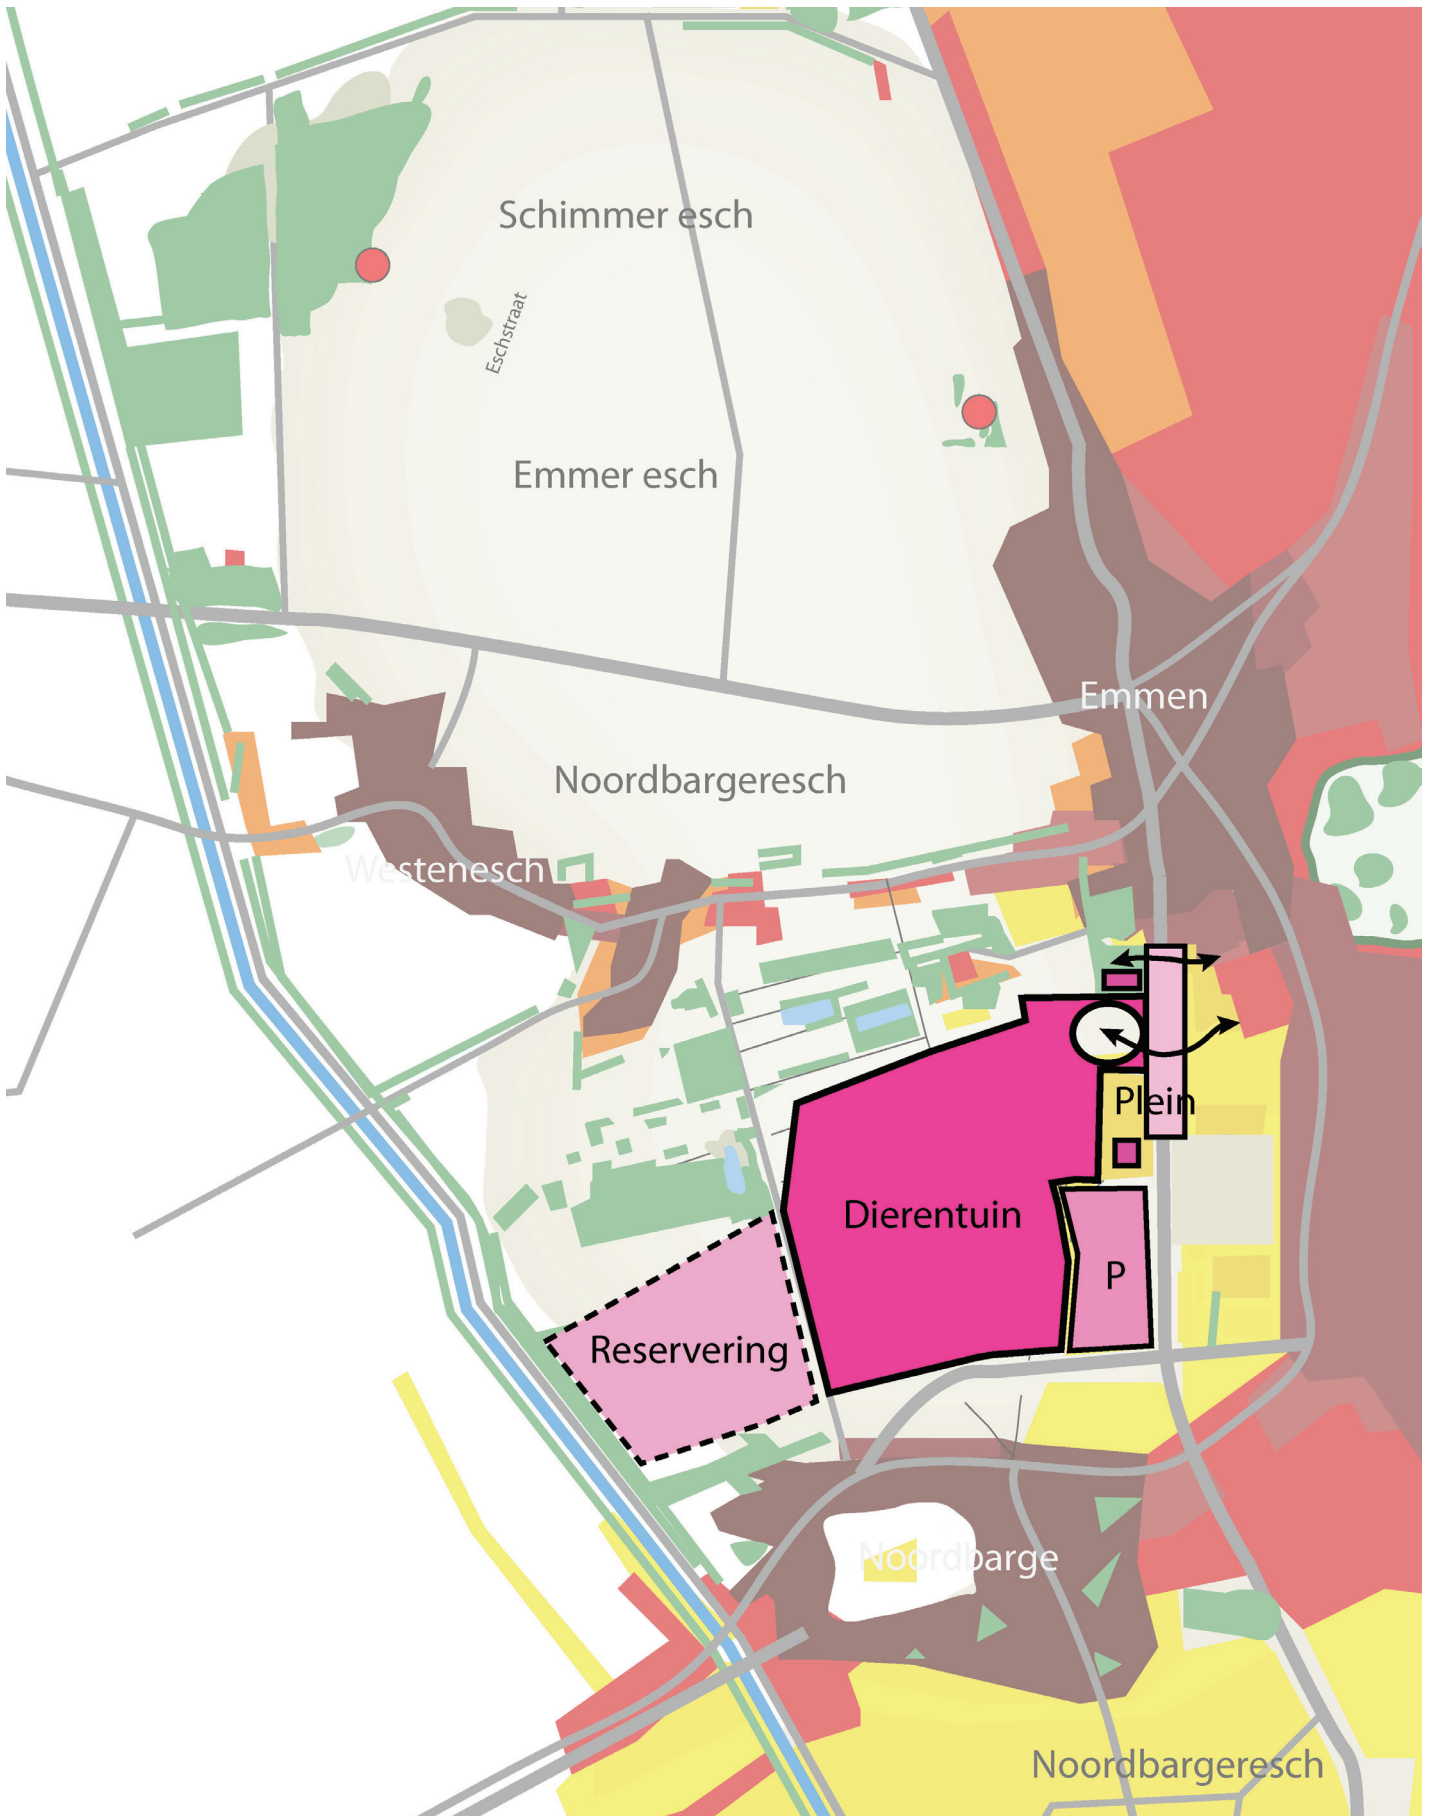 Schimmer esch
Eschstraat
Emmer esch
Emmen
Noordbargeresch
Westenesch
Plein
Dierentuin
P
Reservering
Noordbarge
Noordbargeresch